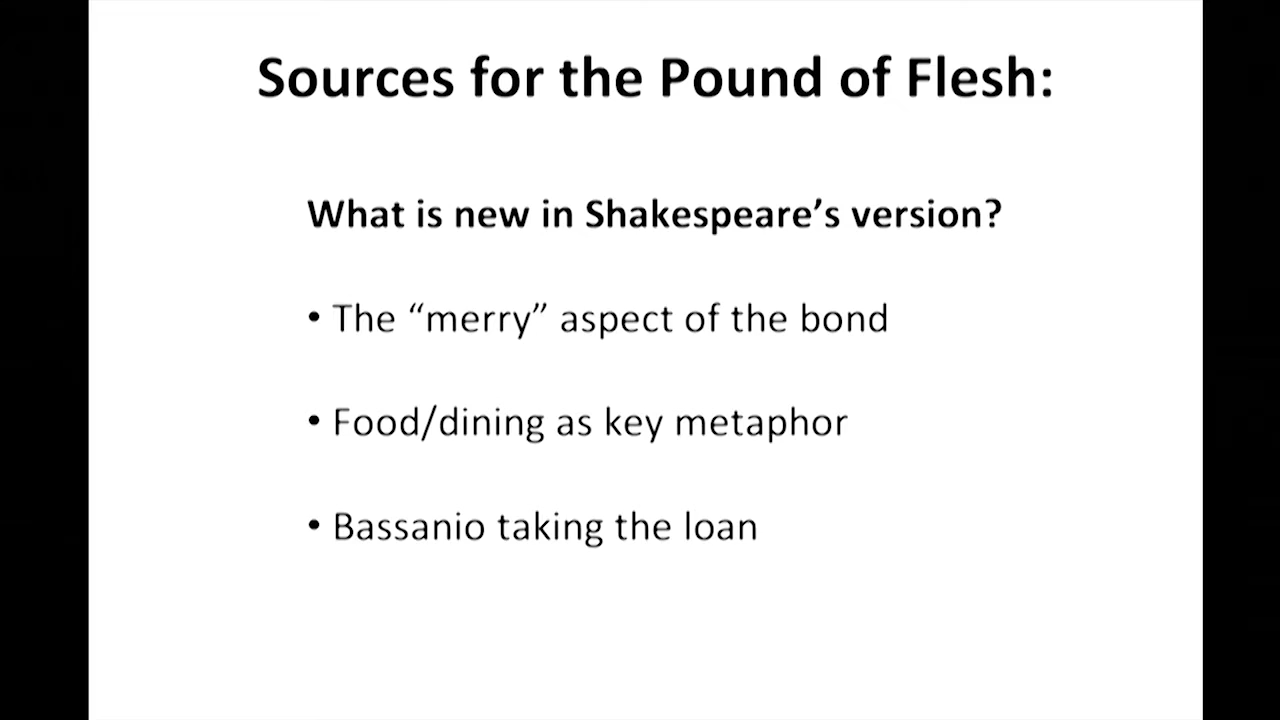 Sources for the Pound of Flesh:
What is new in Shakespeare’s version?
• The “merry” aspect of the bond
• Food/dining as key metaphor
• Bassanio taking the loan